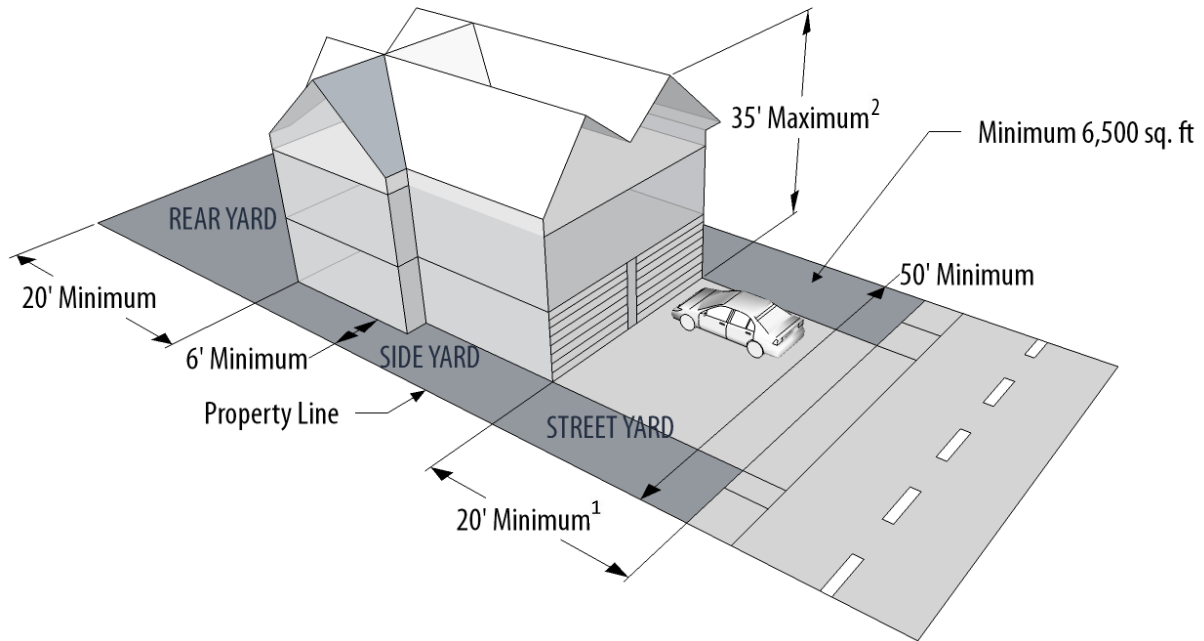 35' Maximum²
Minimum 6,500 sq. ft
REAR YARD
50' Minimum
20' Minimum
6' Minimum
SIDE YARD
Property Line
STREET YARD
20' Minimum¹